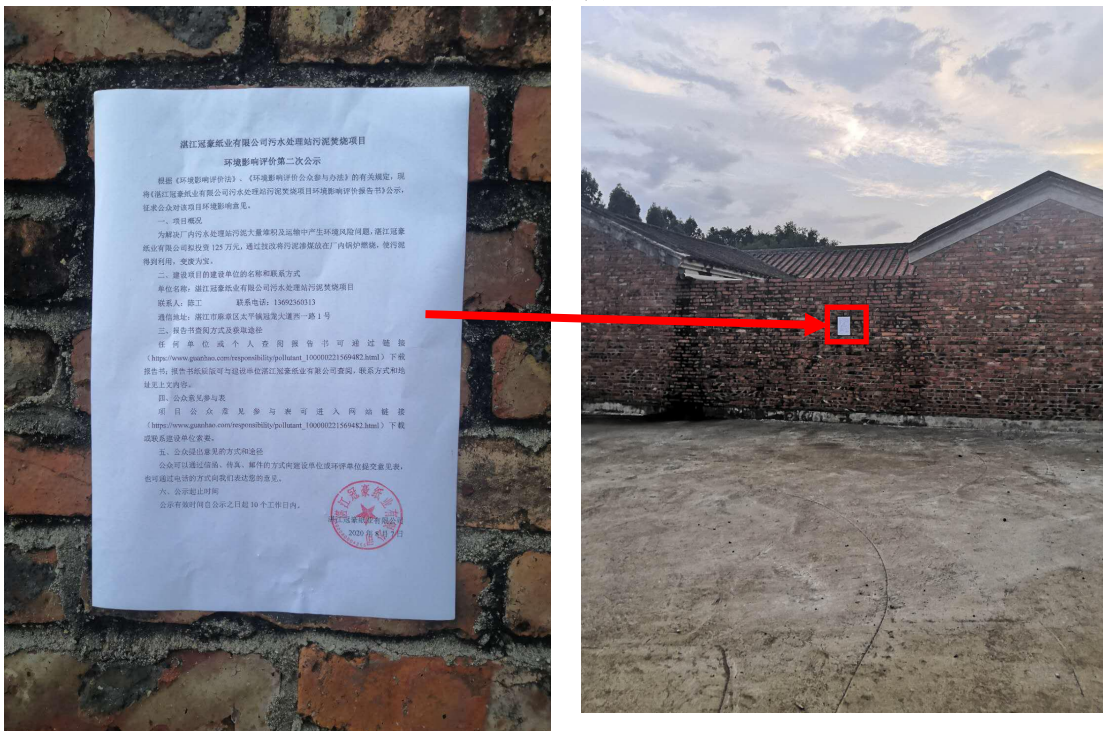 湛江冠豪纸业有限公司污水处理站污泥焚烧项目
环境影响评价第二次公示
根据《环境影响评价法》、《环境影响评价公众参与办法》的有关规定，现
将《湛江冠豪纸业有限公司污水处理站污泥焚烧项目环境影响评价报告书》公示，
征求公众对该项目环境影响意见。
一、项目概况
为解决厂内污水处理站污泥大量堆积及运输中产生环境风险问题，湛江冠豪
纸业有限公司拟投资 125 万元，通过技改将污泥掺煤放在厂内锅炉燃烧，使污泥
得到利用，变废为宝。
二、建设项目的建设单位的名称和联系方式
单位名称：湛江冠豪纸业有限公司污水处理站污泥焚烧项目
联系人：陈工 联系电话：13692360313
通信地址：湛江市麻章区太平镇冠龙大道西一路 1 号
三、报告书查阅方式及获取途径
任何单位或个人查阅报告书可通过链接
（https://www.guanhao.com/responsibility/pollutant_100000221569482.html）下载
报告书；报告书纸质版可与建设单位湛江冠豪纸业有限公司查阅，联系方式和地
址见上文内容。
四、公众意见参与表
项目公众意见参与表可进入网站链接
（https://www.guanhao.com/responsibility/pollutant_100000221569482.html）下载
或联系建设单位索要。
五、公众提出意见的方式和途径
公众可以通过信函、传真、邮件的方式向建设单位或环评单位提交意见表，
也可通过电话的方式向我们表达您的意见。
六、公示起止时间
公示有效时间自公示之日起 10 个工作日内。
湛江冠豪纸业有限公司
2020 年 月 日